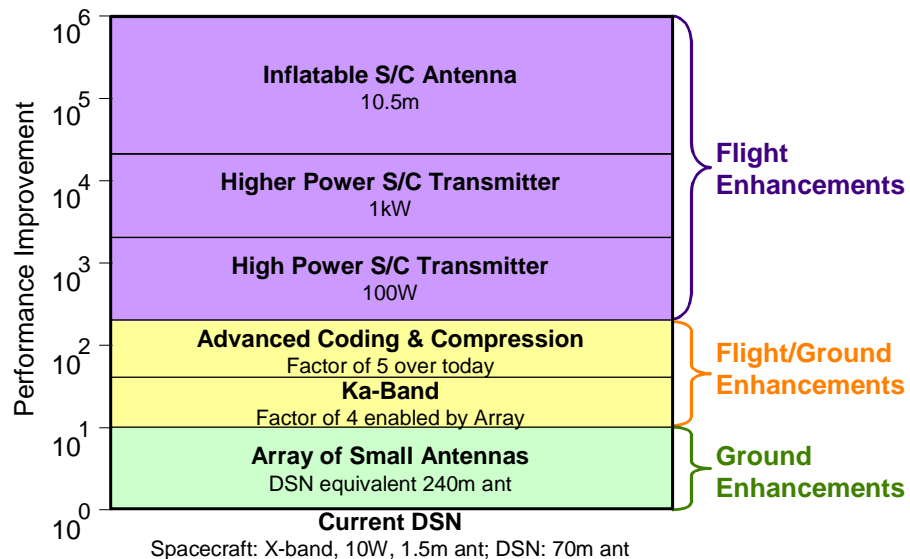 Performance Improvement
10^6
10^5
10^4
10^3
10^2
10^1
10^0
Inflatable S/C Antenna
10.5m
Higher Power S/C Transmitter
1kW
High Power S/C Transmitter
100W
Advanced Coding & Compression
Factor of 5 over today
Ka-Band
Factor of 4 enabled by Array
Array of Small Antennas
DSN equivalent 240m ant
Current DSN
Spacecraft: X-band, 10W, 1.5m ant; DSN: 70m ant
Flight
Enhancements
Flight/Ground
Enhancements
Ground
Enhancements